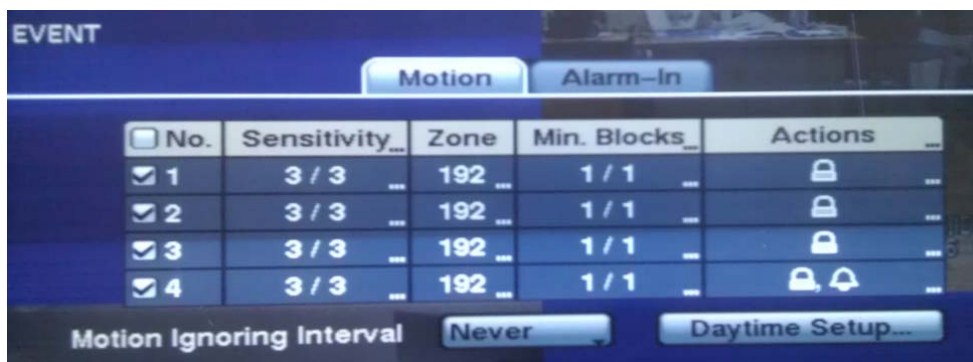 EVENT
Motion Alarm-In
No. Sensitivity... Zone Min. Blocks... Actions ...
1 3 / 3 ... 192 ... 1 / 1 ... ...
2 3 / 3 ... 192 ... 1 / 1 ... ...
3 3 / 3 ... 192 ... 1 / 1 ... ...
4 3 / 3 ... 192 ... 1 / 1 ... , ...
Motion Ignoring Interval Never Daytime Setup...